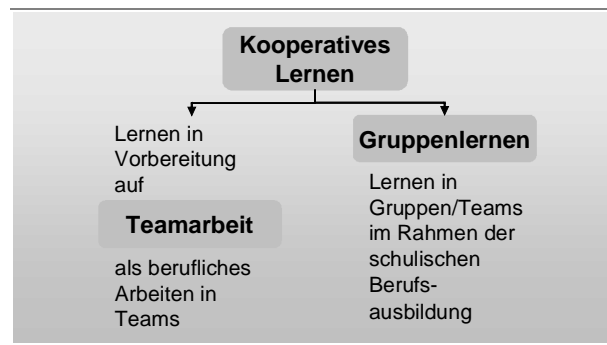 Kooperatives
Lernen
Lernen in
Vorbereitung
auf
Teamarbeit
als berufliches
Arbeiten in
Teams
Gruppenlernen
Lernen in
Gruppen/Teams
im Rahmen der
schulischen
Berufs-
ausbildung